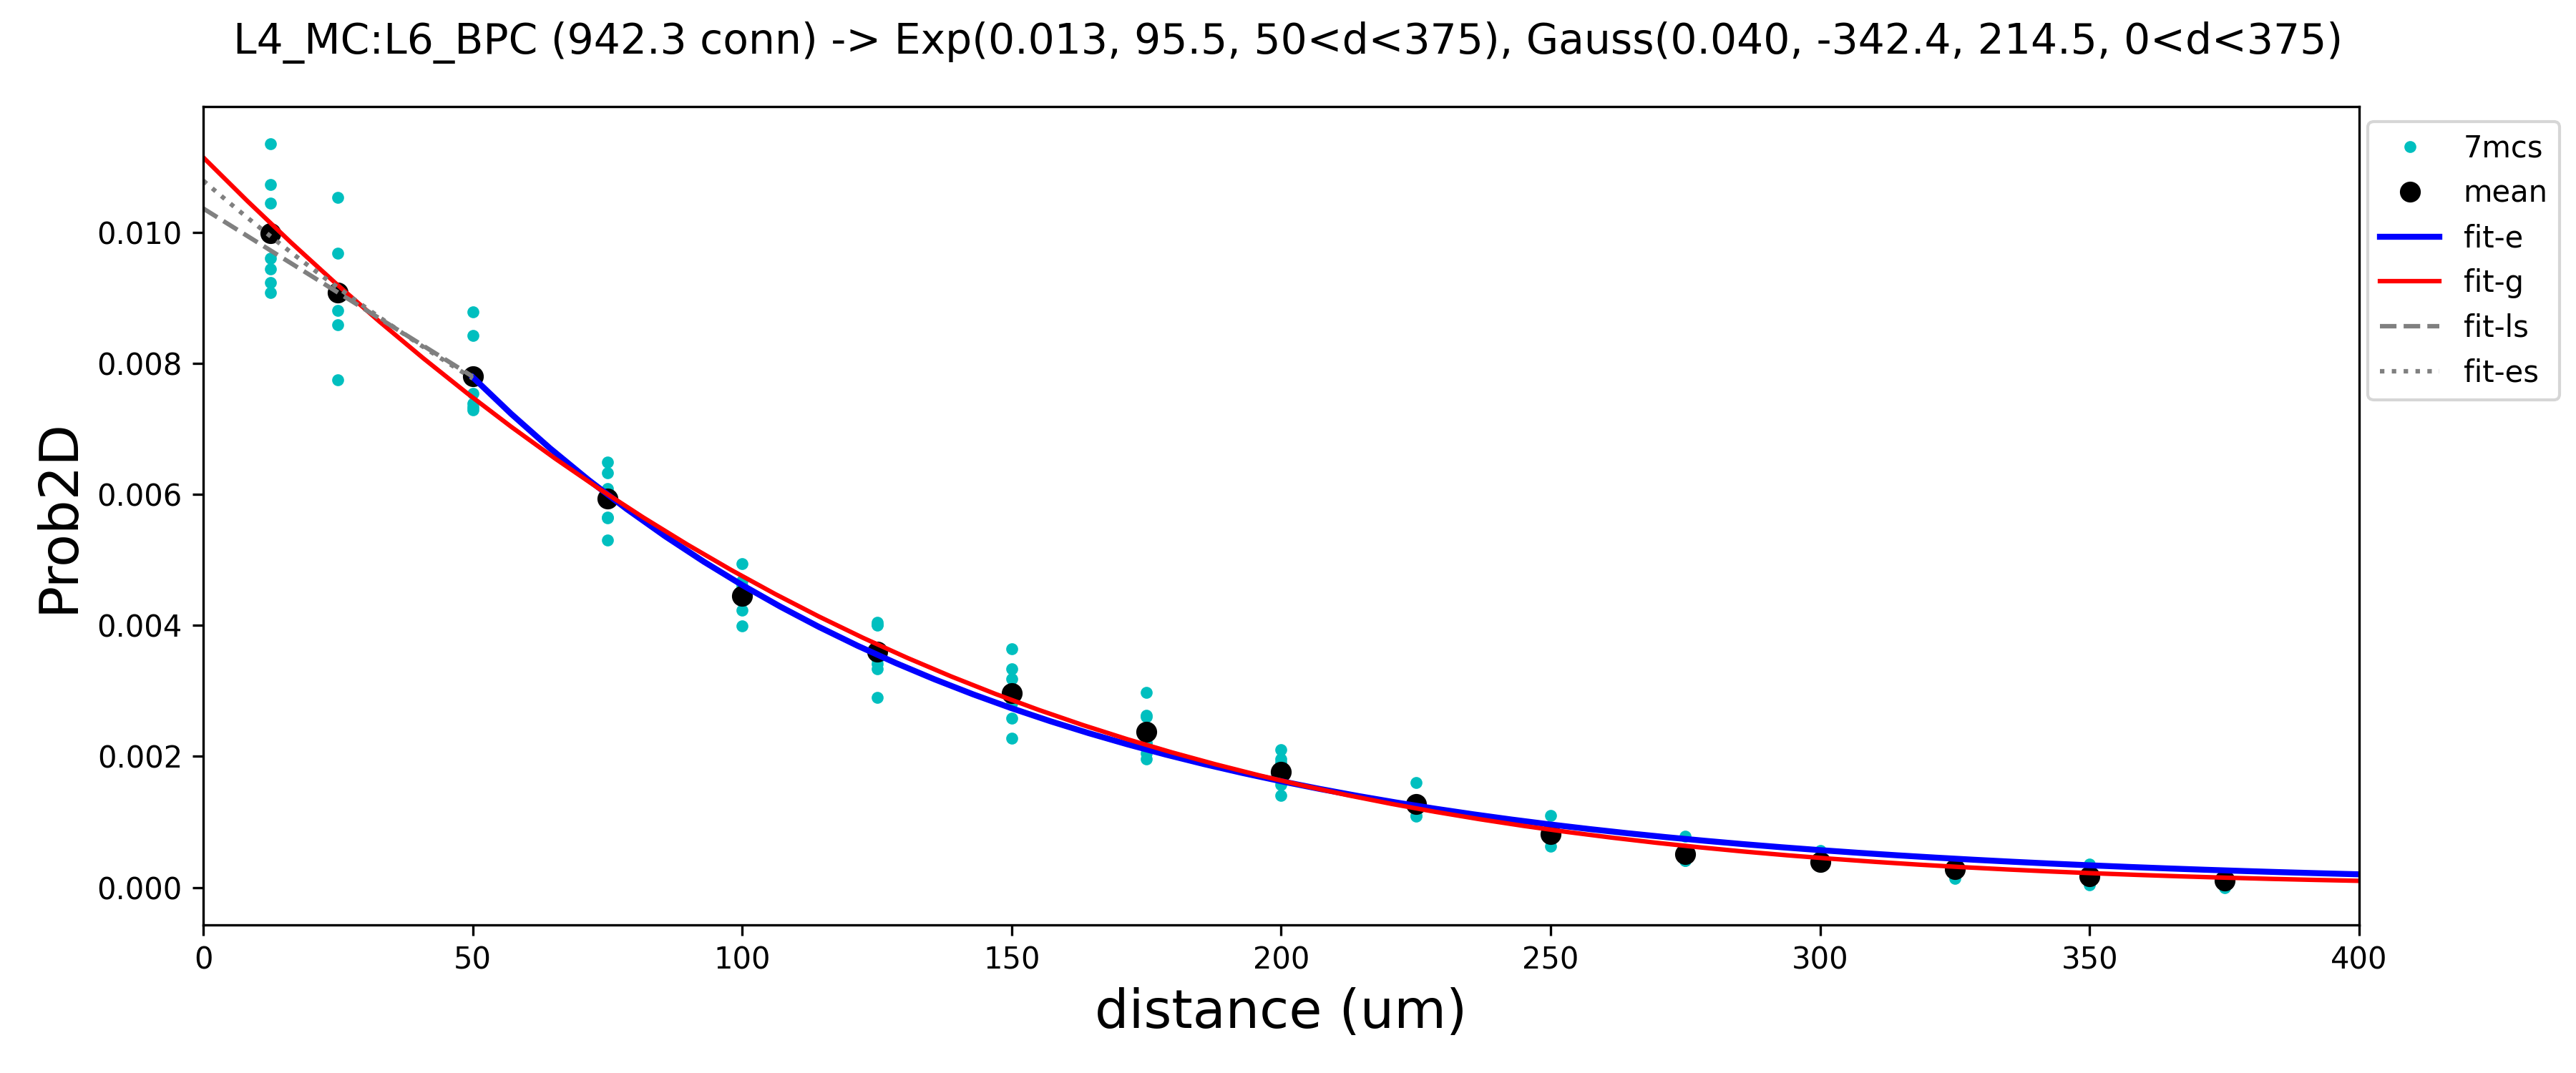 L4_MC:L6_BPC (942.3 conn) -> Exp(0.013, 95.5, 50<d<375), Gauss(0.040, -342.4, 214.5, 0<d<375)
7mcs
mean
fit-e
fit-g
fit-ls
fit-es
Prob2D
0.010
0.008
0.006
0.004
0.002
0.000
0 50 100 150 200 250 300 350 400
distance (um)